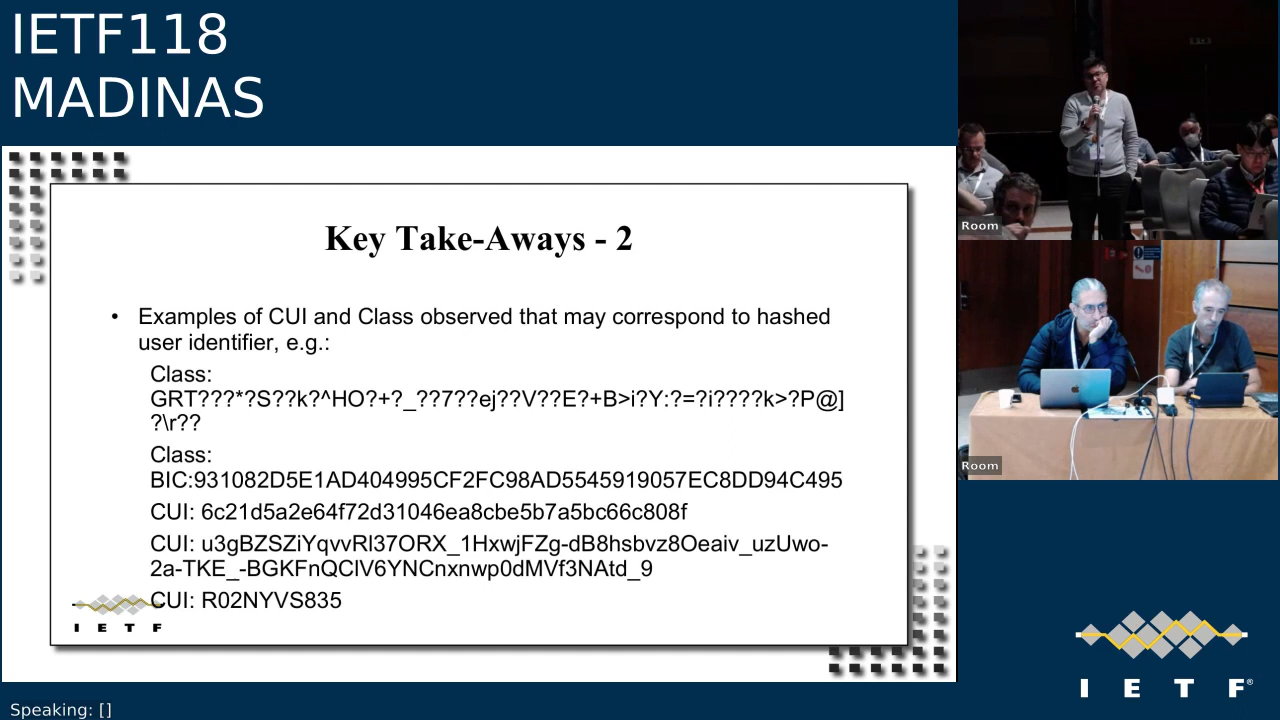 IETF118
MADINAS
Key Take-Aways - 2
• Examples of CUI and Class observed that may correspond to hashed
user identifier, e.g.:
Class:
GRT???*?S??k?^HO?+?_??7??ej??V??E?+B>i?Y:?=?i????k>?P@]
?\r??
Class:
BIC:931082D5E1AD404995CF2FC98AD5545919057EC8DD94C495
CUI: 6c21d5a2e64f72d31046ea8cbe5b7a5bc66c808f
CUI: u3gBZSZiYqvvRl37ORX_1HxwjFZg-dB8hsbvz8Oeaiv_uzUwo-
2a-TKE_-BGKFnQClV6YNCnxnwp0dMVf3NAtd_9
CUI: R02NYVS835
I E T F
Room
Room
I E T F®
Speaking: []